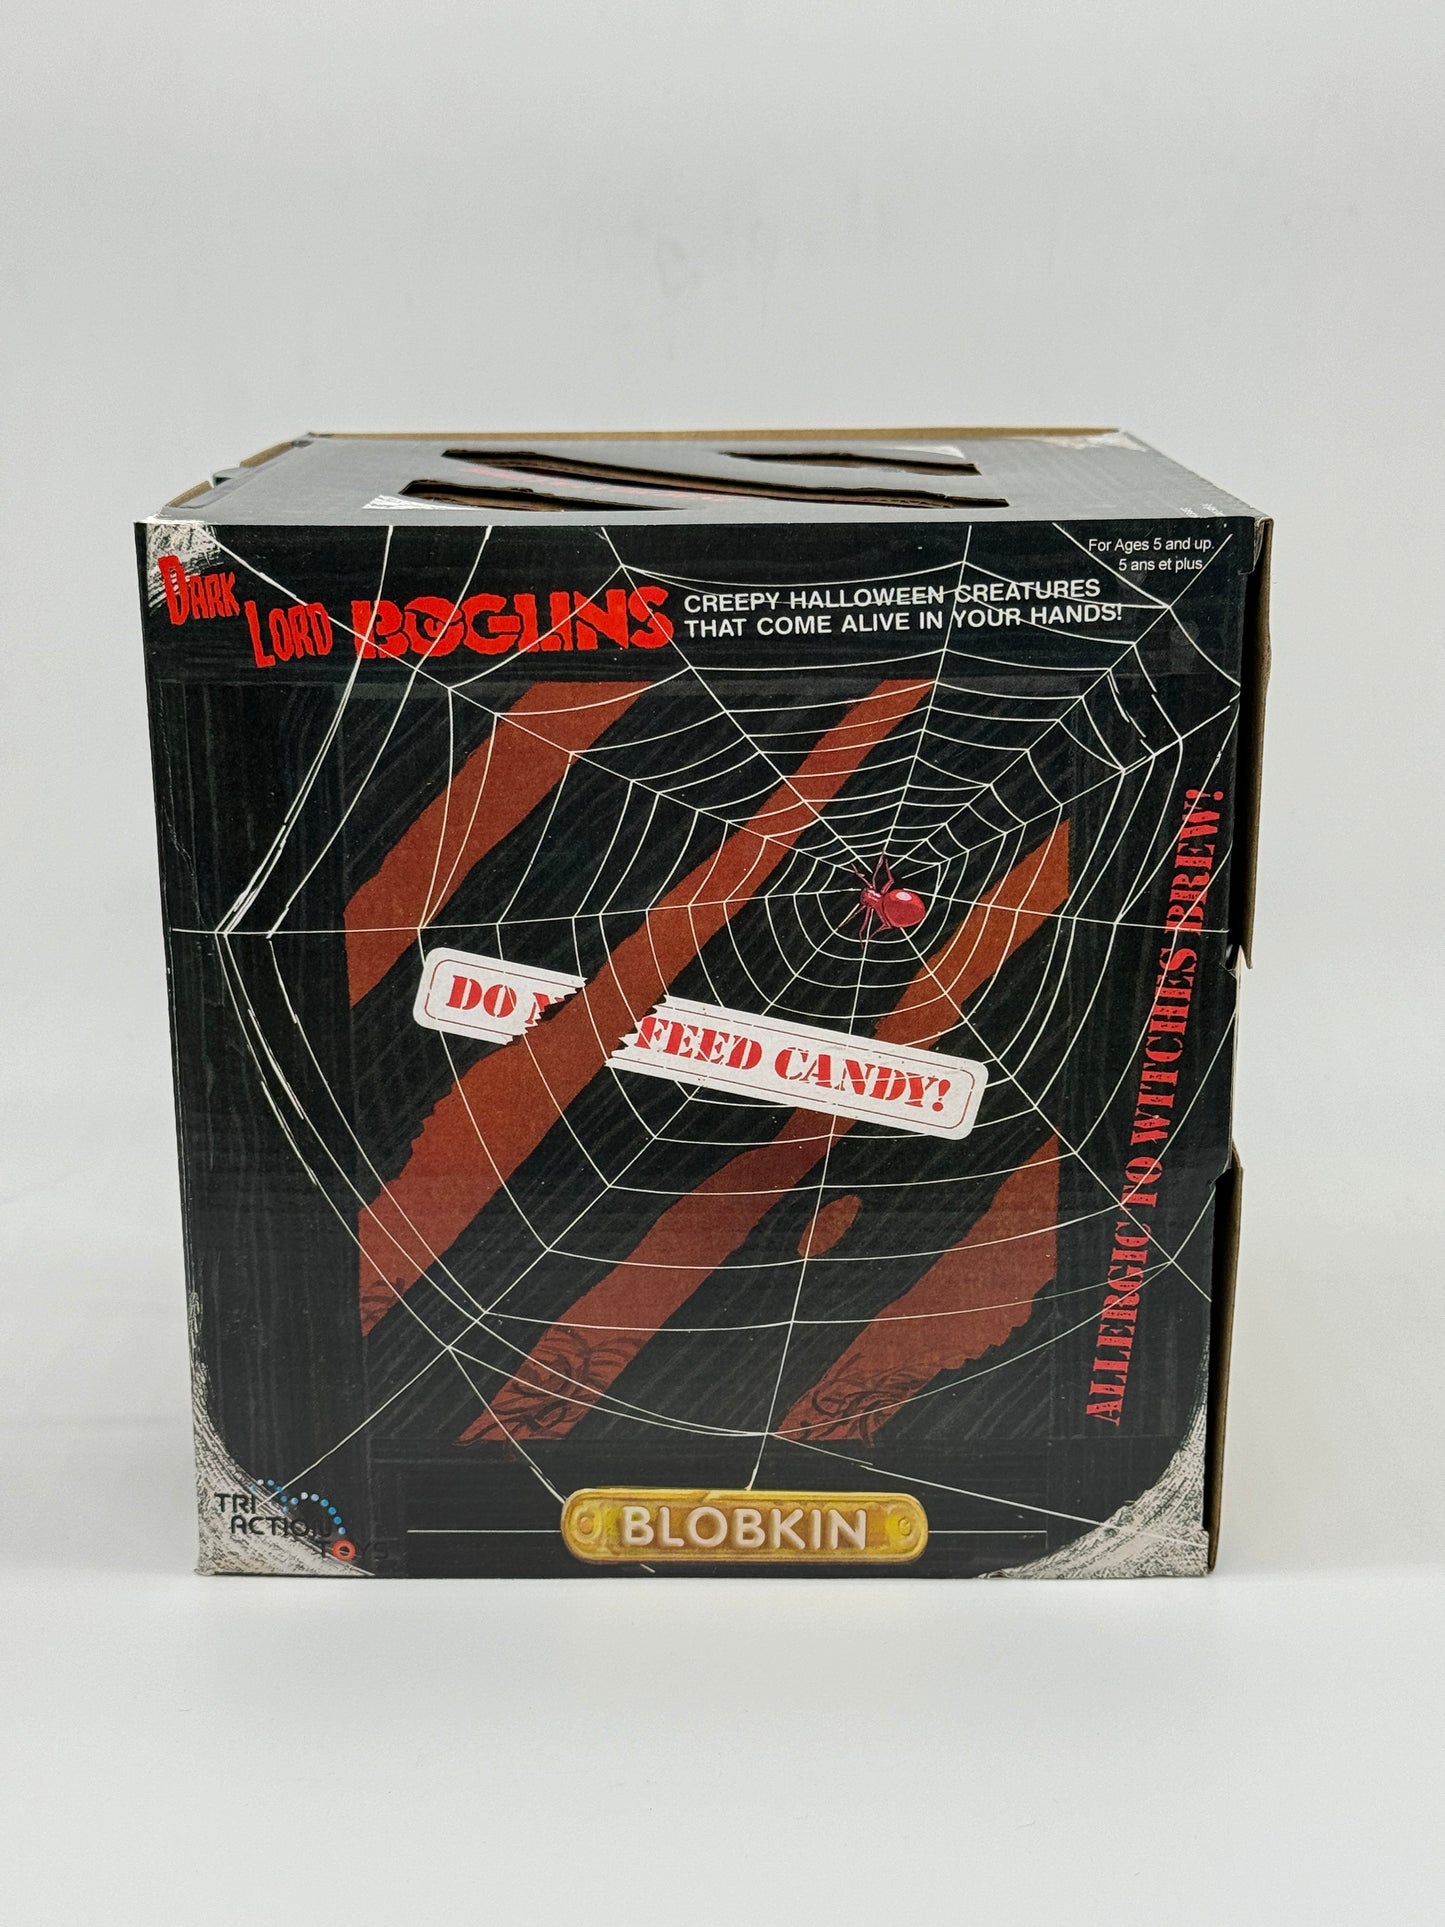 For Ages 5 and up.
5 ans et plus.
DARK
LORD BOGLINS
CREEPY HALLOWEEN CREATURES
THAT COME ALIVE IN YOUR HANDS!
DO FEED CANDY!
ALLERGIC TO WITCHES BREW!
TRI
ACTION
TOYS
BLOBKIN